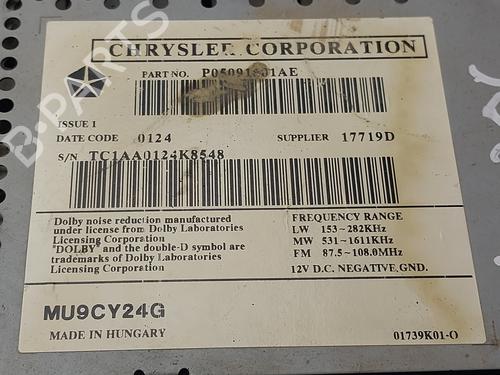 CHRYSLER CORPORATION
PART NO.
ISSUE 1
DATE CODE 0124 SUPPLIER 17719D
S/N TC1AA0124K8548
Dolby noise reduction manufactured
under license from Dolby Laboratories
Licensing Corporation
"DOLBY" and the double-D symbol are
trademarks of Dolby Laboratories
Licensing Corporation
FREQUENCY RANGE
LW 153~282KHz
MW 531~1611KHz
FM 87.5~108.0MHz
12V D.C. NEGATIVE,GND.
MU9CY24G
MADE IN HUNGARY
01739K01-O
B-PARTS